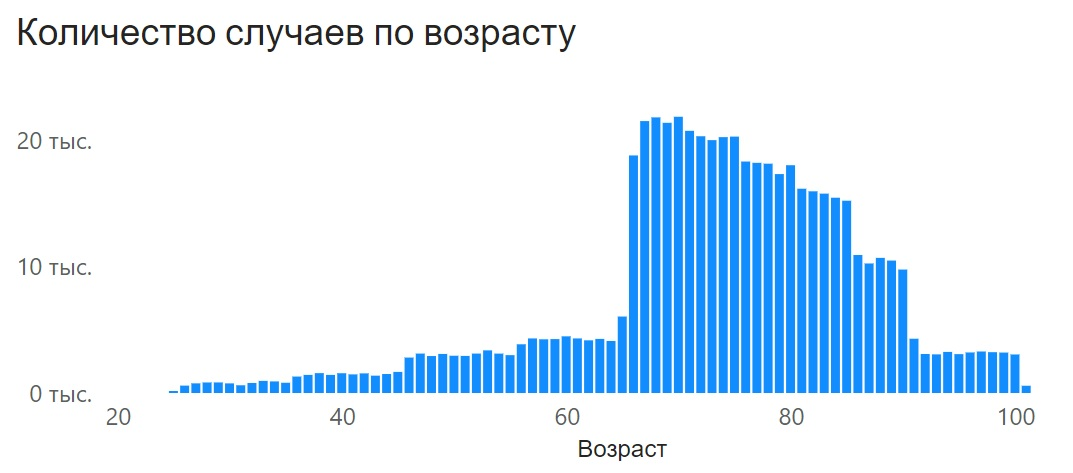 Количество случаев по возрасту
20 тыс.
10 тыс.
0 тыс.
20 40 60 80 100
Возраст